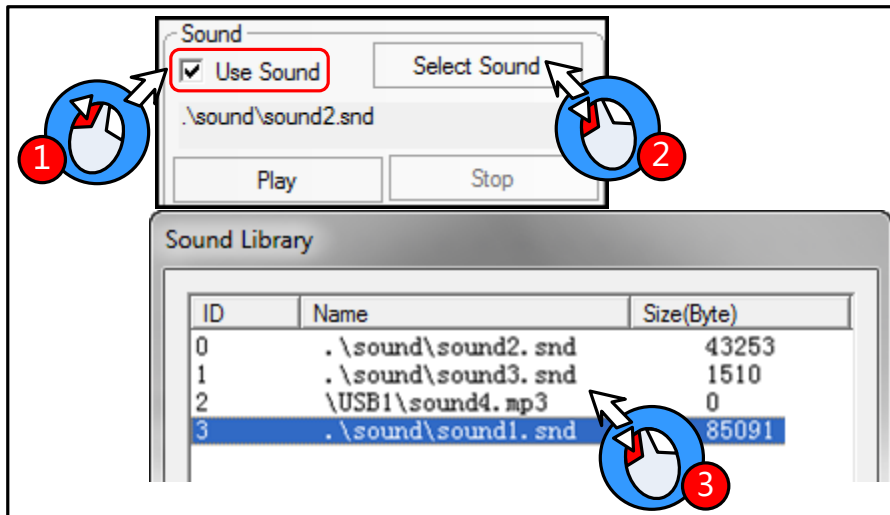 Sound
Use Sound
Select Sound
.\sound\sound2.snd
1
2
Play
Stop
Sound Library
ID Name Size(Byte)
0 .\sound\sound2.snd 43253
1 .\sound\sound3.snd 1510
2 \USB1\sound4.mp3 0
3 .\sound\sound1.snd 85091
3